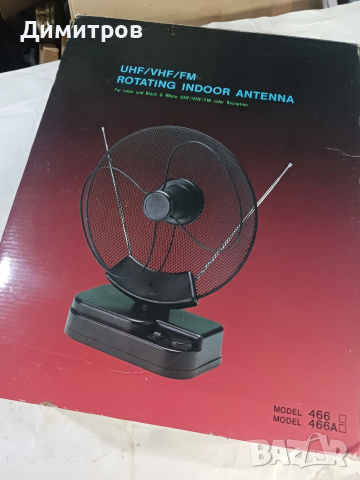 Димитров
UHF/VHF/FM
ROTATING INDOOR ANTENNA
For color and Black & White UHF/VHF/FM color Reception
MODEL 466 □
MODEL 466A □
BAZAR